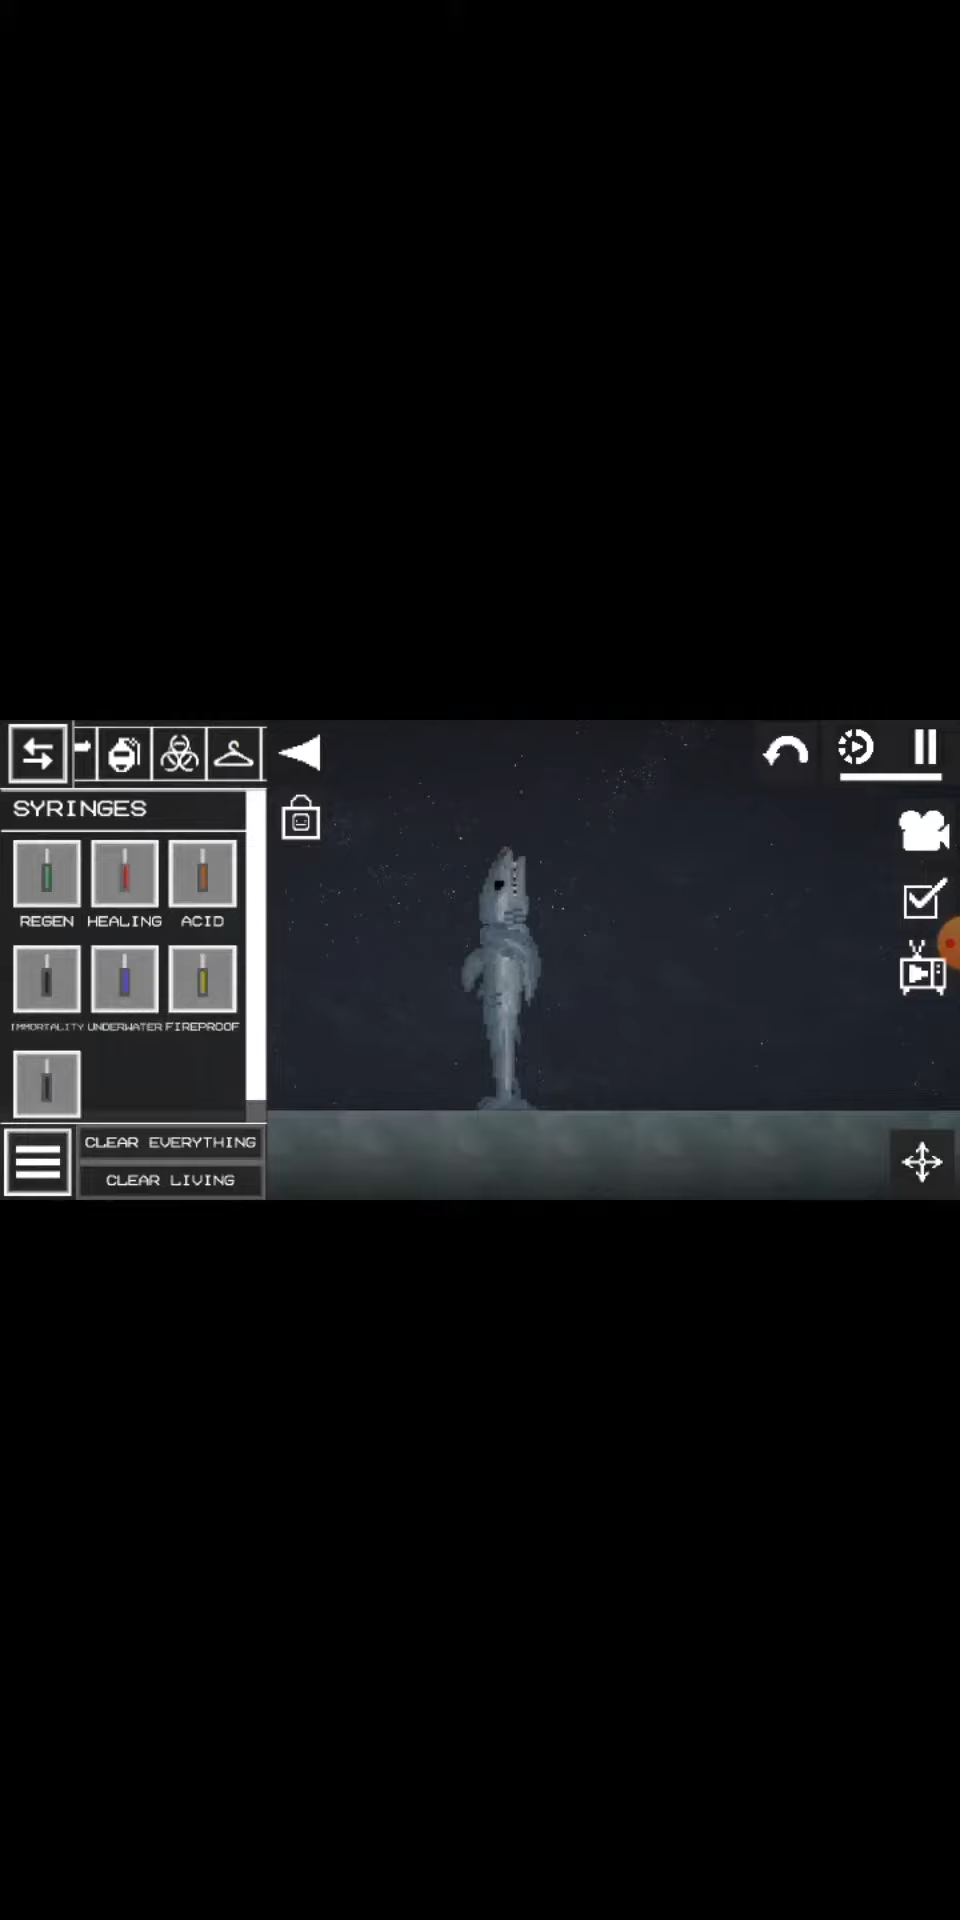 SYRINGES
REGEN HEALING ACID
IMMORTALITY UNDERWATER FIREPROOF
CLEAR EVERYTHING
CLEAR LIVING